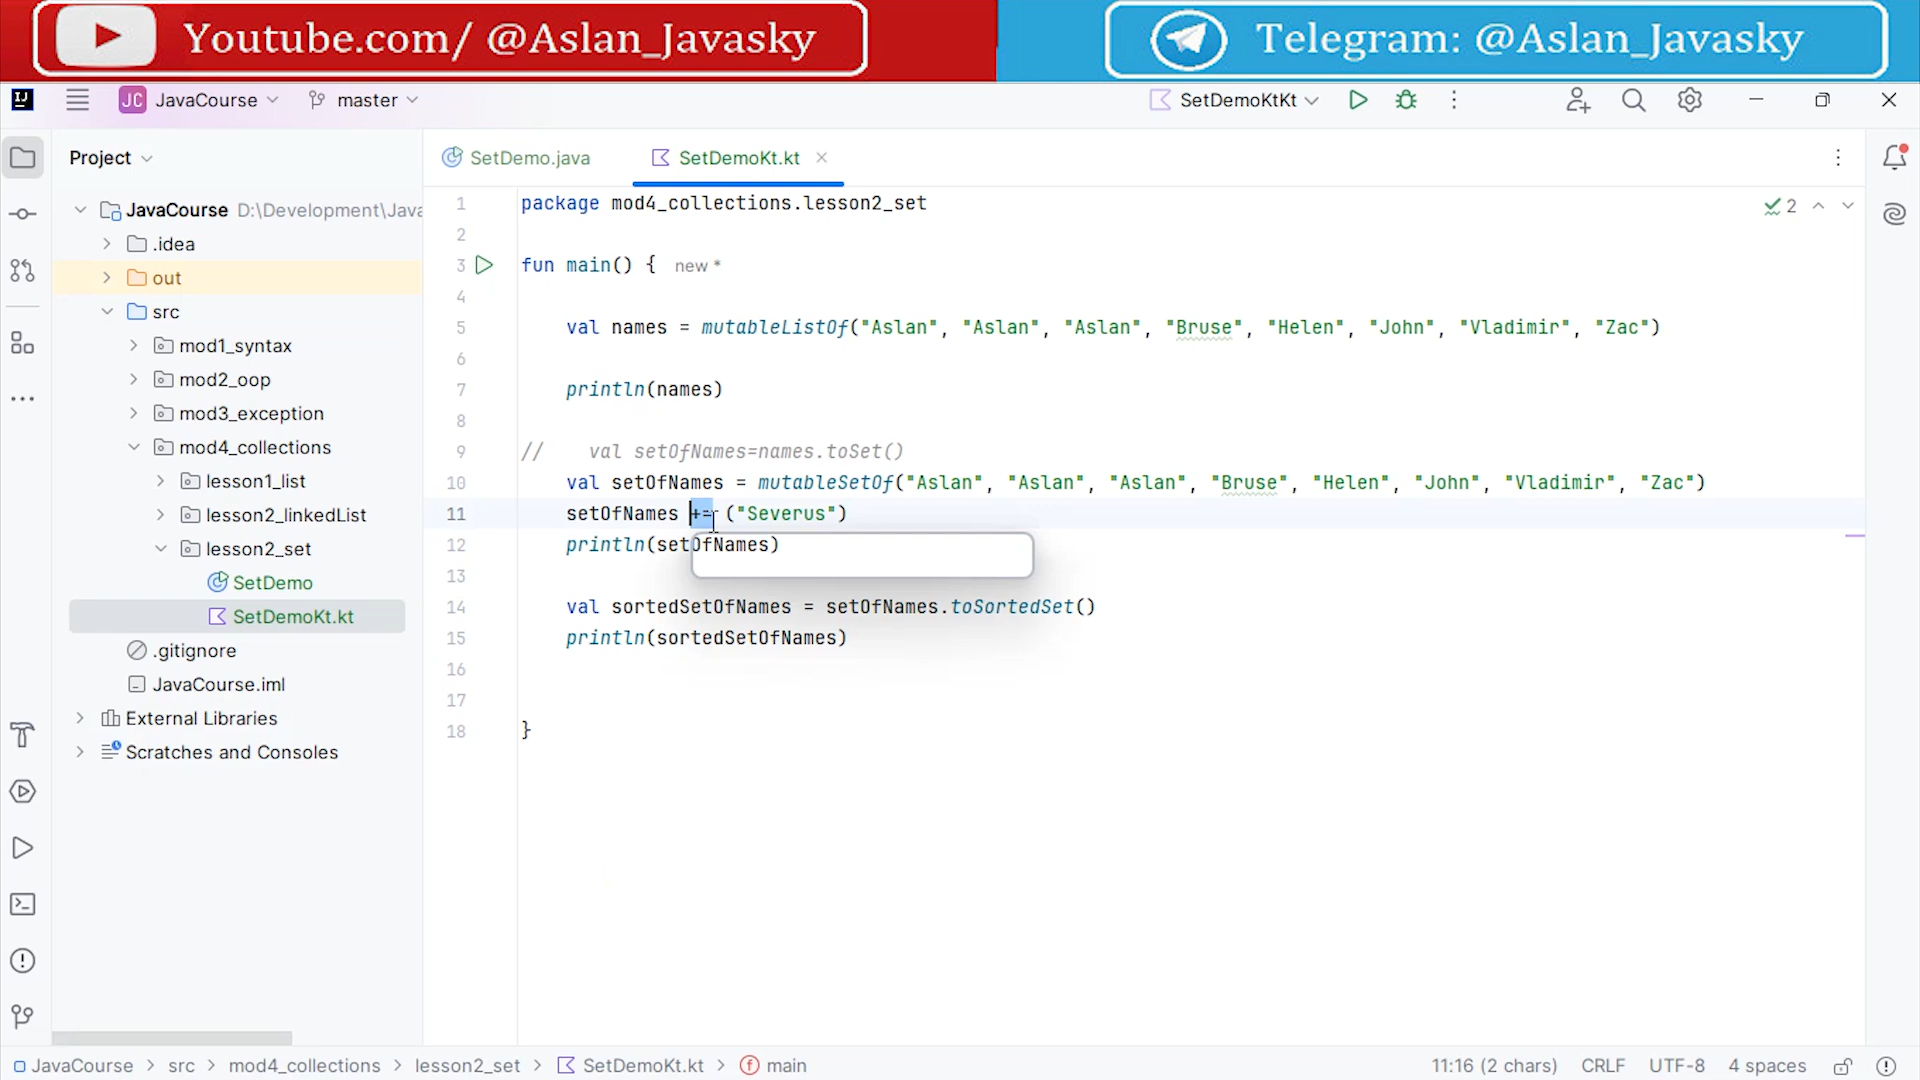 Youtube.com/ @Aslan_Javasky
Telegram: @Aslan_Javasky
JC JavaCourse
master
SetDemoKtKt
Project
SetDemo.java
SetDemoKt.kt
JavaCourse D:\Development\Java
.idea
out
src
mod1_syntax
mod2_oop
mod3_exception
mod4_collections
lesson1_list
lesson2_linkedList
lesson2_set
SetDemo
SetDemoKt.kt
.gitignore
JavaCourse.iml
External Libraries
Scratches and Consoles
1 package mod4_collections.lesson2_set
2
3 fun main() { new *
4
5 val names = mutableListOf("Aslan", "Aslan", "Aslan", "Bruse", "Helen", "John", "Vladimir", "Zac")
6
7 println(names)
8
9 // val setOfNames=names.toSet()
10 val setOfNames = mutableSetOf("Aslan", "Aslan", "Aslan", "Bruse", "Helen", "John", "Vladimir", "Zac")
11 setOfNames += ("Severus")
12 println(setOfNames)
13
14 val sortedSetOfNames = setOfNames.toSortedSet()
15 println(sortedSetOfNames)
16
17
18 }
2
JavaCourse > src > mod4_collections > lesson2_set > SetDemoKt.kt > main
11:16 (2 chars) CRLF UTF-8 4 spaces